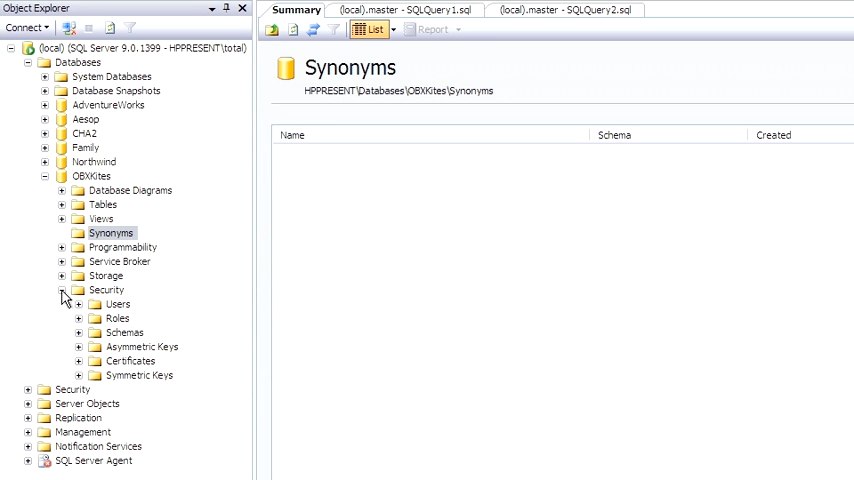 Object Explorer
Connect
(local) (SQL Server 9.0.1399 - HPPRESENT\total)
Databases
System Databases
Database Snapshots
AdventureWorks
Aesop
CHA2
Family
Northwind
OBXKites
Database Diagrams
Tables
Views
Synonyms
Programmability
Service Broker
Storage
Security
Users
Roles
Schemas
Asymmetric Keys
Certificates
Symmetric Keys
Security
Server Objects
Replication
Management
Notification Services
SQL Server Agent
Summary (local).master - SQLQuery1.sql (local).master - SQLQuery2.sql
List Report
Synonyms
HPPRESENT\Databases\OBXKites\Synonyms
Name Schema Created